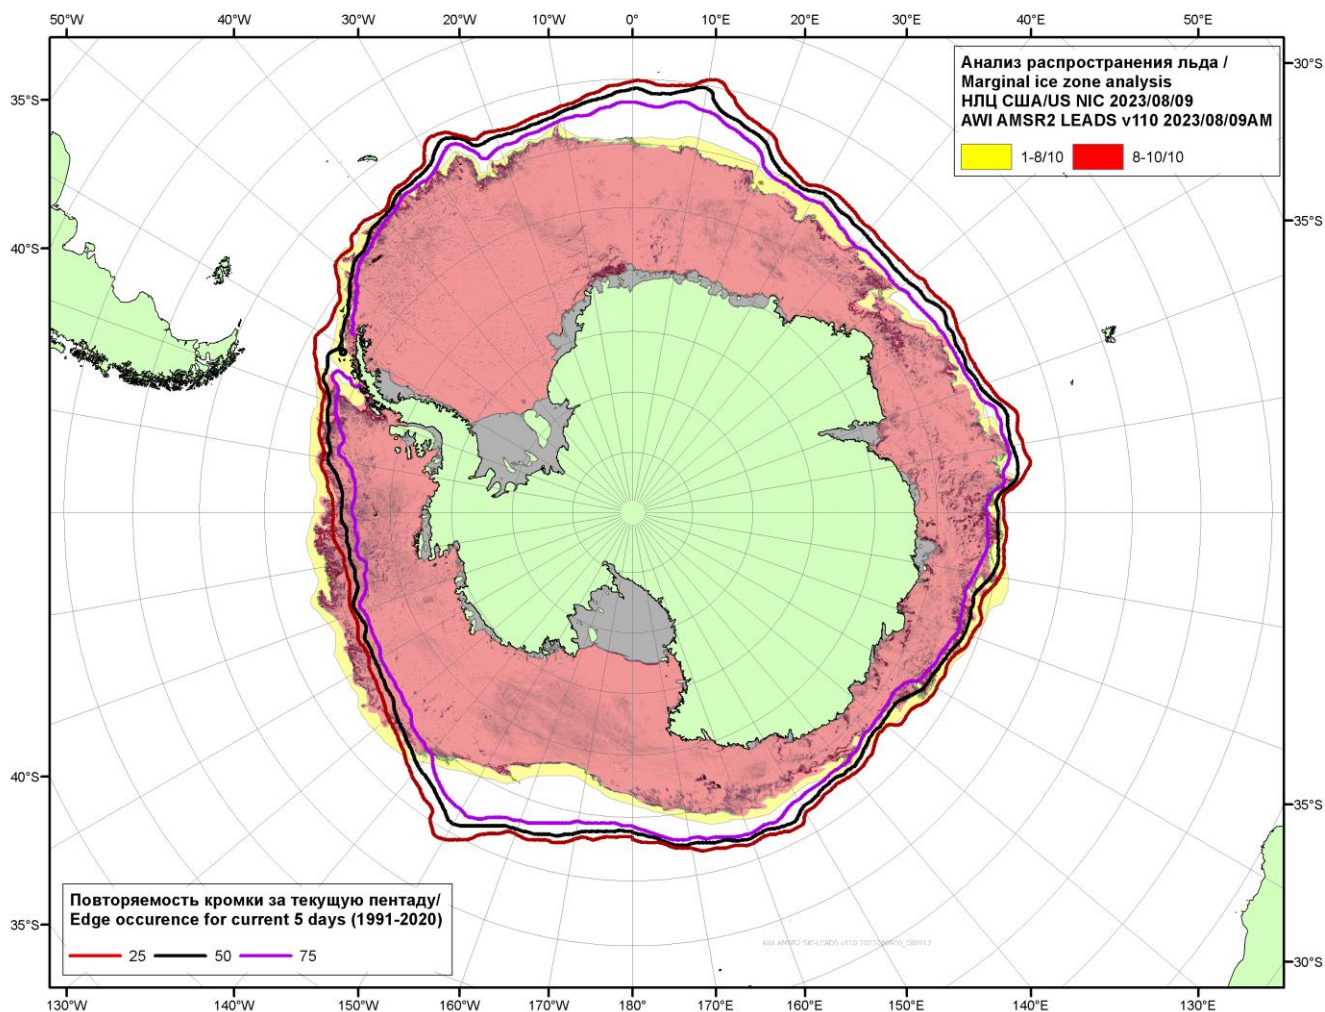 50°W 40°W 30°W 20°W 10°W 0° 10°E 20°E 30°E 40°E 50°E
Анализ распространения льда /
Marginal ice zone analysis
НЛЦ США/US NIC 2023/08/09
AWI AMSR2 LEADS v110 2023/08/09AM
1-8/10 8-10/10
30°S
35°S
35°S
40°S
40°S
35°S
35°S
30°S
Повторяемость кромки за текущую пентаду/
Edge occurence for current 5 days (1991-2020)
25 50 75
130°W 140°W 150°W 160°W 170°W 180° 170°E 160°E 150°E 140°E 130°E